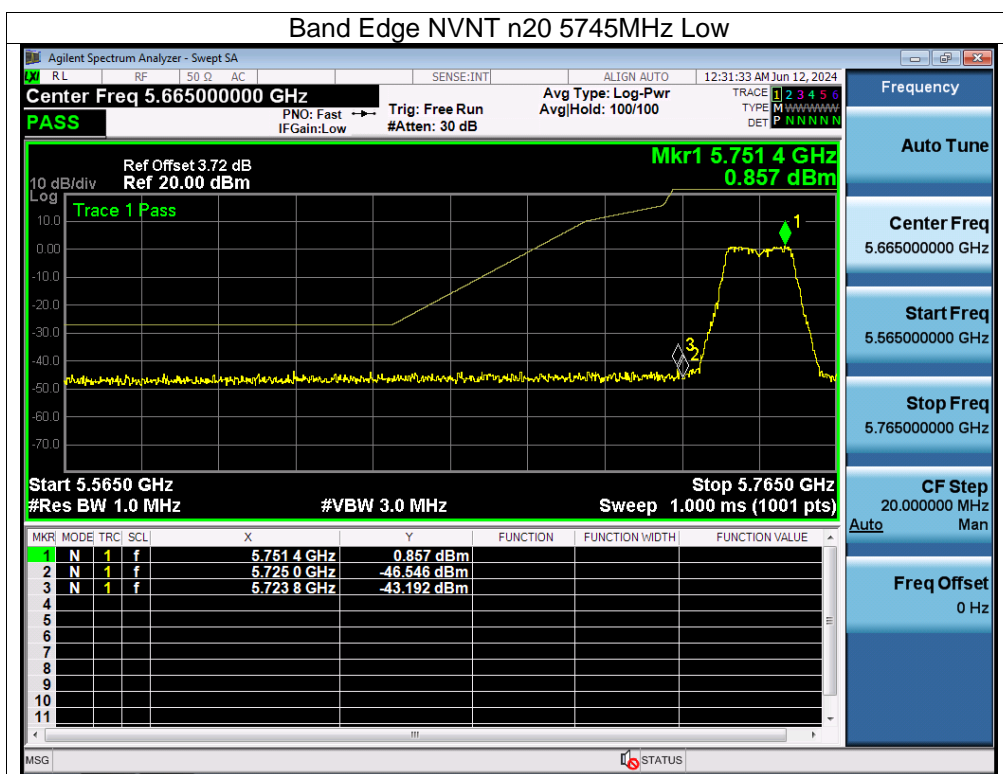 Band Edge NVNT n20 5745MHz Low
Agilent Spectrum Analyzer - Swept SA
LXI RL RF 50 Ω AC SENSE:INT ALIGN AUTO 12:31:33 AM Jun 12, 2024
Center Freq 5.665000000 GHz
PASS
PNO: Fast
IFGain:Low
Trig: Free Run
#Atten: 30 dB
Avg Type: Log-Pwr
Avg|Hold: 100/100
TRACE 1 2 3 4 5 6
TYPE M WWWWW
DET P N N N N N
Frequency
Auto Tune
Center Freq
5.665000000 GHz
Start Freq
5.565000000 GHz
Stop Freq
5.765000000 GHz
CF Step
20.000000 MHz
Auto Man
Freq Offset
0 Hz
Mkr1 5.751 4 GHz
0.857 dBm
Ref Offset 3.72 dB
10 dB/div Ref 20.00 dBm
Log
Trace 1 Pass
10.0
0.00
-10.0
-20.0
-30.0
-40.0
-50.0
-60.0
-70.0
1
3
2
Start 5.5650 GHz Stop 5.7650 GHz
#Res BW 1.0 MHz #VBW 3.0 MHz Sweep 1.000 ms (1001 pts)
MKR MODE TRC SCL X Y FUNCTION FUNCTION WIDTH FUNCTION VALUE
1 N 1 f 5.751 4 GHz 0.857 dBm
2 N 1 f 5.725 0 GHz -46.546 dBm
3 N 1 f 5.723 8 GHz -43.192 dBm
4
5
6
7
8
9
10
11
MSG STATUS